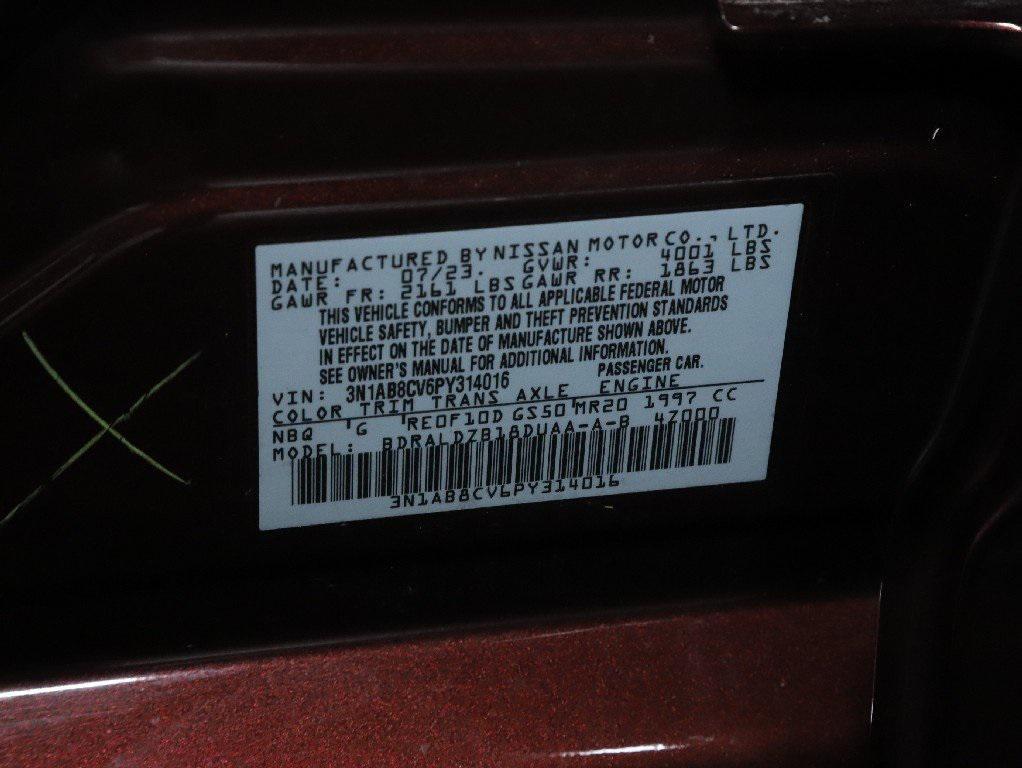 MANUFACTURED BY NISSAN MOTOR CO., LTD.
DATE: 07/23. GVWR: 4001 LBS
GAWR FR: 2161 LBS GAWR RR: 1863 LBS
THIS VEHICLE CONFORMS TO ALL APPLICABLE FEDERAL MOTOR
VEHICLE SAFETY, BUMPER AND THEFT PREVENTION STANDARDS
IN EFFECT ON THE DATE OF MANUFACTURE SHOWN ABOVE.
SEE OWNER'S MANUAL FOR ADDITIONAL INFORMATION.
VIN: 3N1AB8CV6PY314016 PASSENGER CAR.
COLOR TRIM TRANS AXLE ENGINE
NBQ G RE0F10D GS50 MR20 1997 CC
MODEL: BDRALDZB18DUAA-A-B 4Z000
3N1AB8CV6PY314016